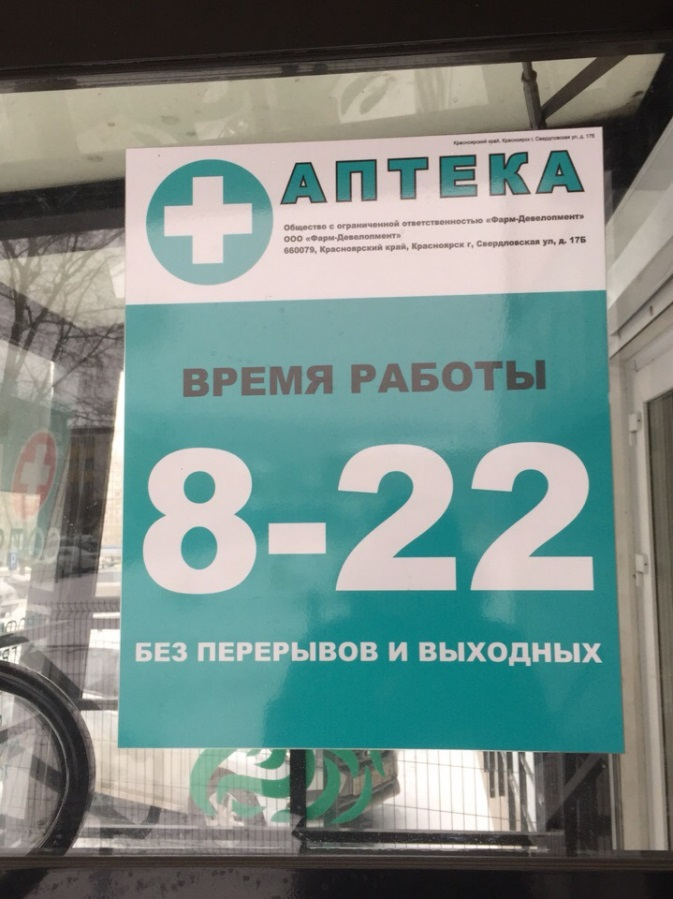 Красноярский край, Красноярск г, Свердловская ул, д. 17Б
АПТЕКА
Общество с ограниченной ответственностью «Фарм-Девелопмент»
ООО «Фарм-Девелопмент»
660079, Красноярский край, Красноярск г, Свердловская ул, д. 17Б
ВРЕМЯ РАБОТЫ
8-22
БЕЗ ПЕРЕРЫВОВ И ВЫХОДНЫХ